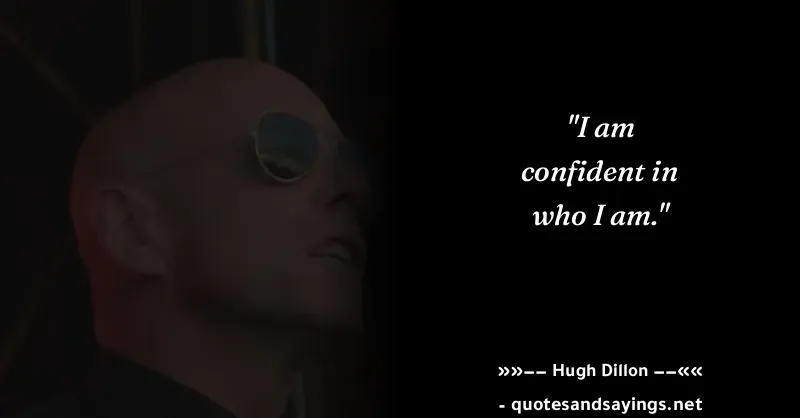 "I am
confident in
who I am."
»»—— Hugh Dillon ——««
- quotesandsayings.net